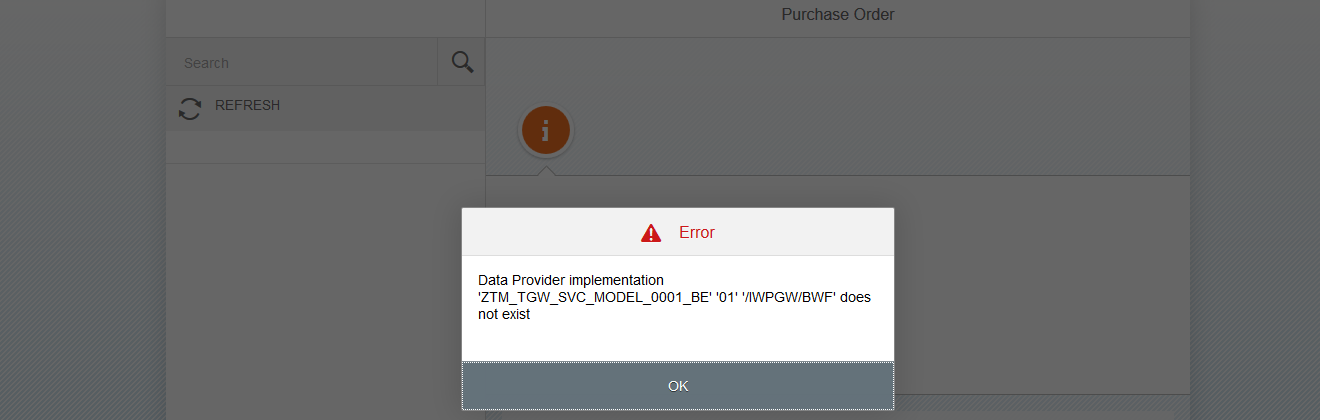 Purchase Order
Search
REFRESH
Error
Data Provider implementation
'ZTM_TGW_SVC_MODEL_0001_BE' '01' '/IWPGW/BWF' does
not exist
OK